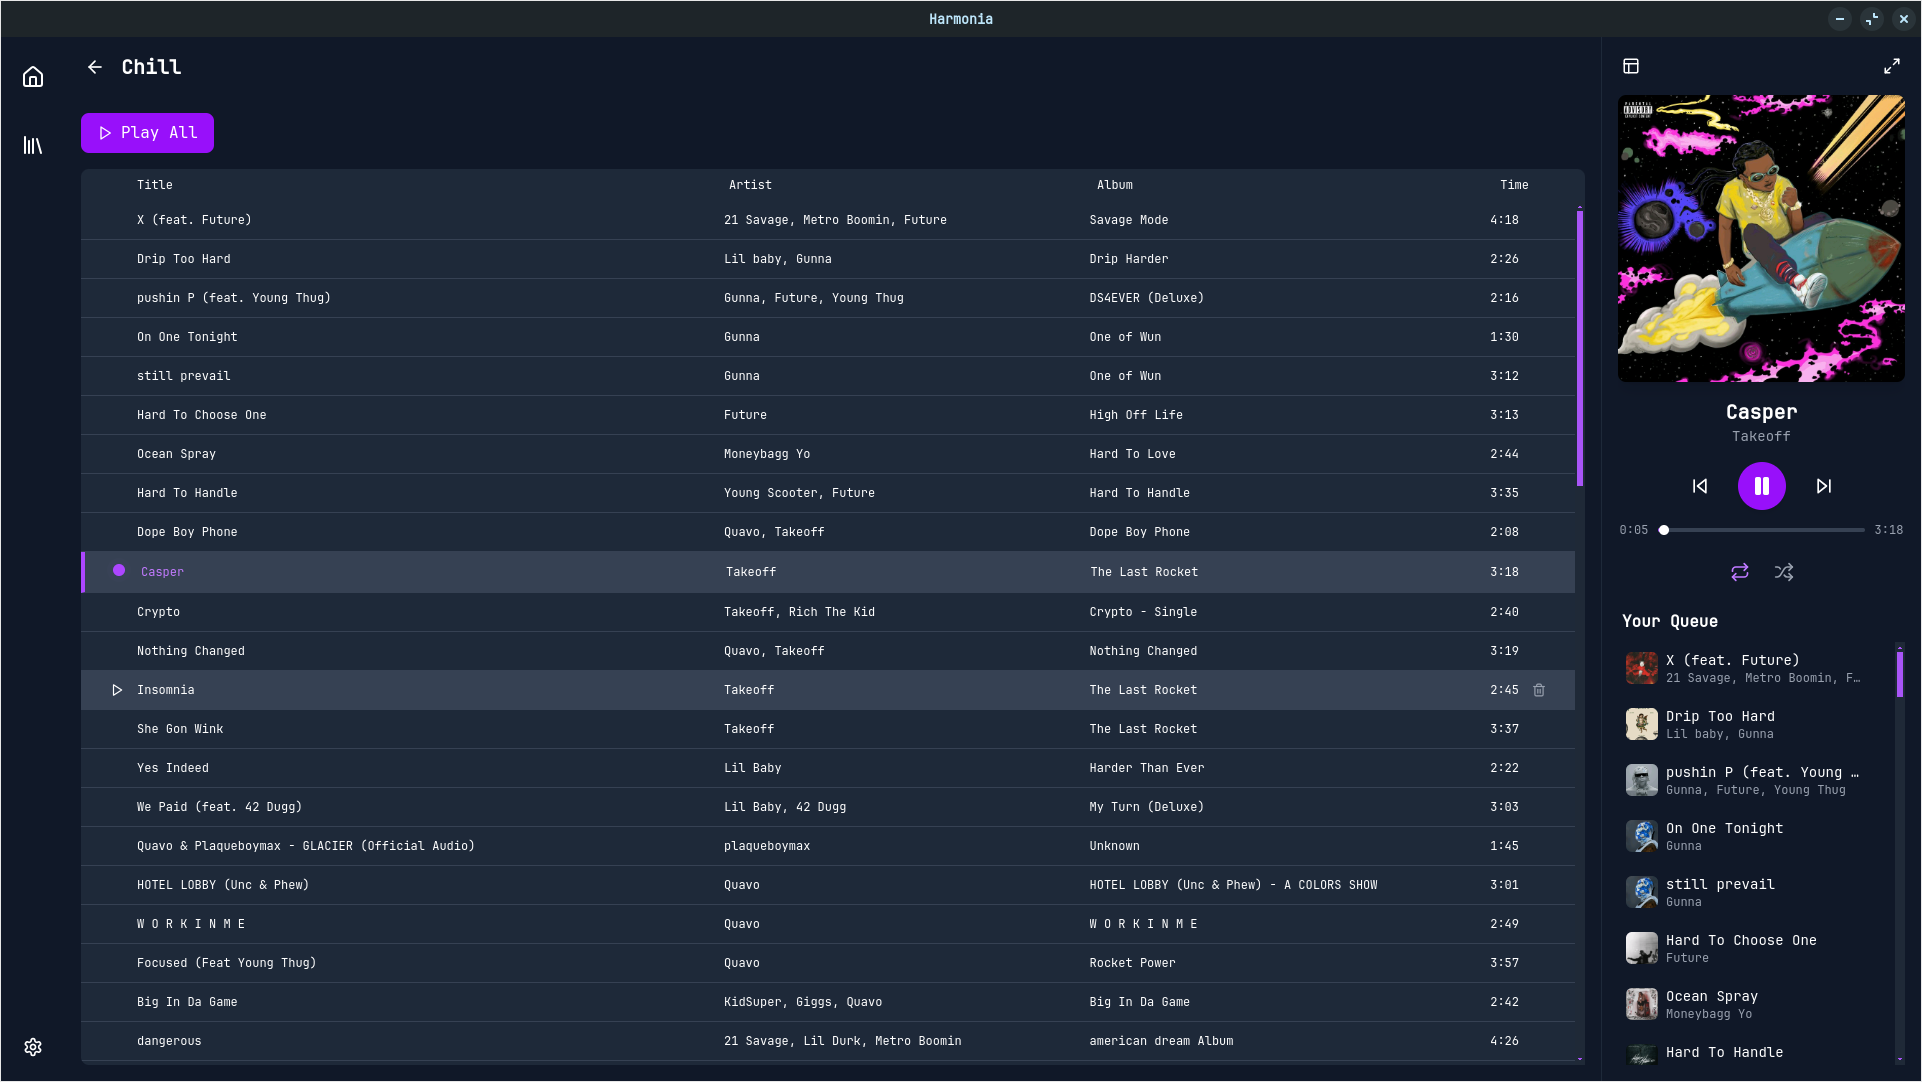 Harmonia
Chill
Play All
Title Artist Album Time
X (feat. Future) 21 Savage, Metro Boomin, Future Savage Mode 4:18
Drip Too Hard Lil baby, Gunna Drip Harder 2:26
pushin P (feat. Young Thug) Gunna, Future, Young Thug DS4EVER (Deluxe) 2:16
On One Tonight Gunna One of Wun 1:30
still prevail Gunna One of Wun 3:12
Hard To Choose One Future High Off Life 3:13
Ocean Spray Moneybagg Yo Hard To Love 2:44
Hard To Handle Young Scooter, Future Hard To Handle 3:35
Dope Boy Phone Quavo, Takeoff Dope Boy Phone 2:08
Casper Takeoff The Last Rocket 3:18
Crypto Takeoff, Rich The Kid Crypto - Single 2:40
Nothing Changed Quavo, Takeoff Nothing Changed 3:19
Insomnia Takeoff The Last Rocket 2:45
She Gon Wink Takeoff The Last Rocket 3:37
Yes Indeed Lil Baby Harder Than Ever 2:22
We Paid (feat. 42 Dugg) Lil Baby, 42 Dugg My Turn (Deluxe) 3:03
Quavo & Plaqueboymax - GLACIER (Official Audio) plaqueboymax Unknown 1:45
HOTEL LOBBY (Unc & Phew) Quavo HOTEL LOBBY (Unc & Phew) - A COLORS SHOW 3:01
W O R K I N M E Quavo W O R K I N M E 2:49
Focused (Feat Young Thug) Quavo Rocket Power 3:57
Big In Da Game KidSuper, Giggs, Quavo Big In Da Game 2:42
dangerous 21 Savage, Lil Durk, Metro Boomin american dream Album 4:26
PARENTAL
ADVISORY
EXPLICIT CONTENT
Casper
Takeoff
0:05 3:18
Your Queue
X (feat. Future)
21 Savage, Metro Boomin, F…
Drip Too Hard
Lil baby, Gunna
pushin P (feat. Young …
Gunna, Future, Young Thug
On One Tonight
Gunna
still prevail
Gunna
Hard To Choose One
Future
Ocean Spray
Moneybagg Yo
Hard To Handle